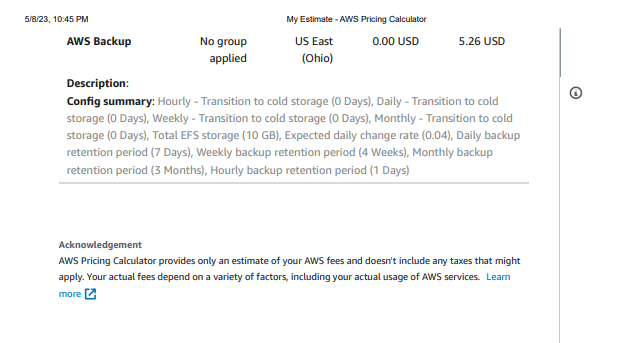 5/8/23, 10:45 PM My Estimate - AWS Pricing Calculator
AWS Backup No group US East 0.00 USD 5.26 USD
applied (Ohio)
Description:
Config summary: Hourly - Transition to cold storage (0 Days), Daily - Transition to cold
storage (0 Days), Weekly - Transition to cold storage (0 Days), Monthly - Transition to cold
storage (0 Days), Total EFS storage (10 GB), Expected daily change rate (0.04), Daily backup
retention period (7 Days), Weekly backup retention period (4 Weeks), Monthly backup
retention period (3 Months), Hourly backup retention period (1 Days)
Acknowledgement
AWS Pricing Calculator provides only an estimate of your AWS fees and doesn't include any taxes that might
apply. Your actual fees depend on a variety of factors, including your actual usage of AWS services. Learn
more